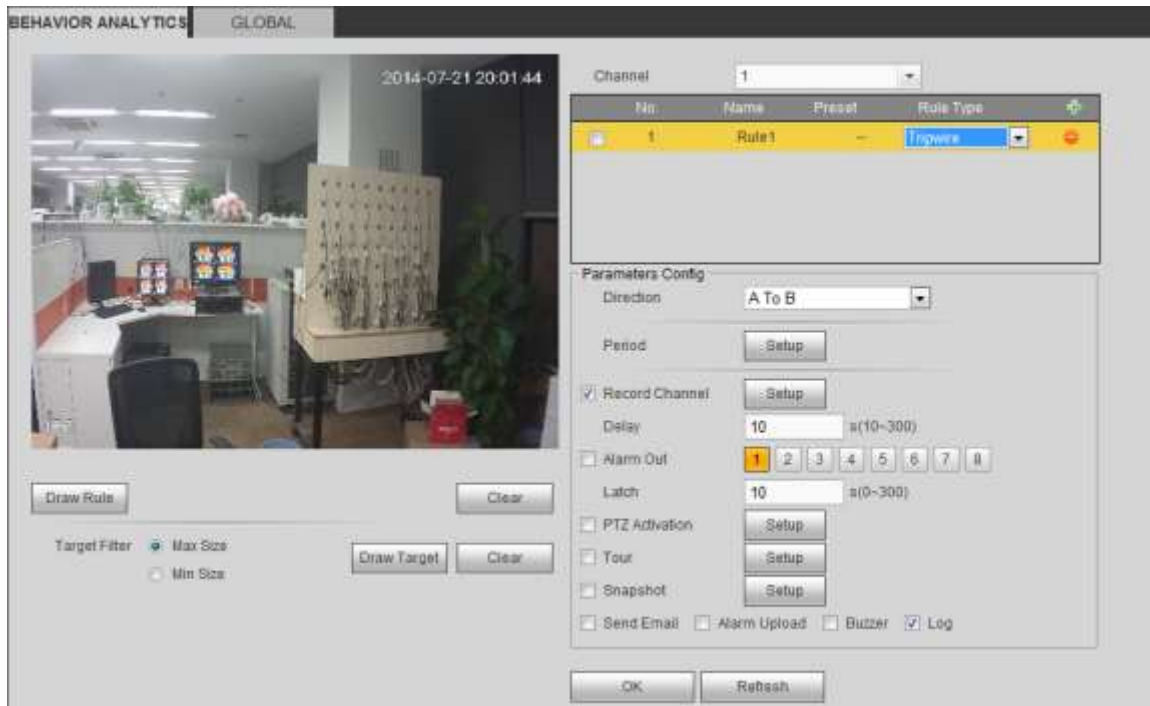 BEHAVIOR ANALYTICS GLOBAL
2014-07-21 20:01:44
Channel 1
No. Name Preset Rule Type
1 Rule1 -- Tripwire
Parameters Config
Direction A To B
Period Setup
Record Channel Setup
Delay 10 s(10~300)
Alarm Out 1 2 3 4 5 6 7 8
Latch 10 s(0~300)
PTZ Activation Setup
Tour Setup
Snapshot Setup
Send Email Alarm Upload Buzzer Log
OK Refresh
Draw Rule Clear
Target Filter Max Size
Min Size
Draw Target Clear